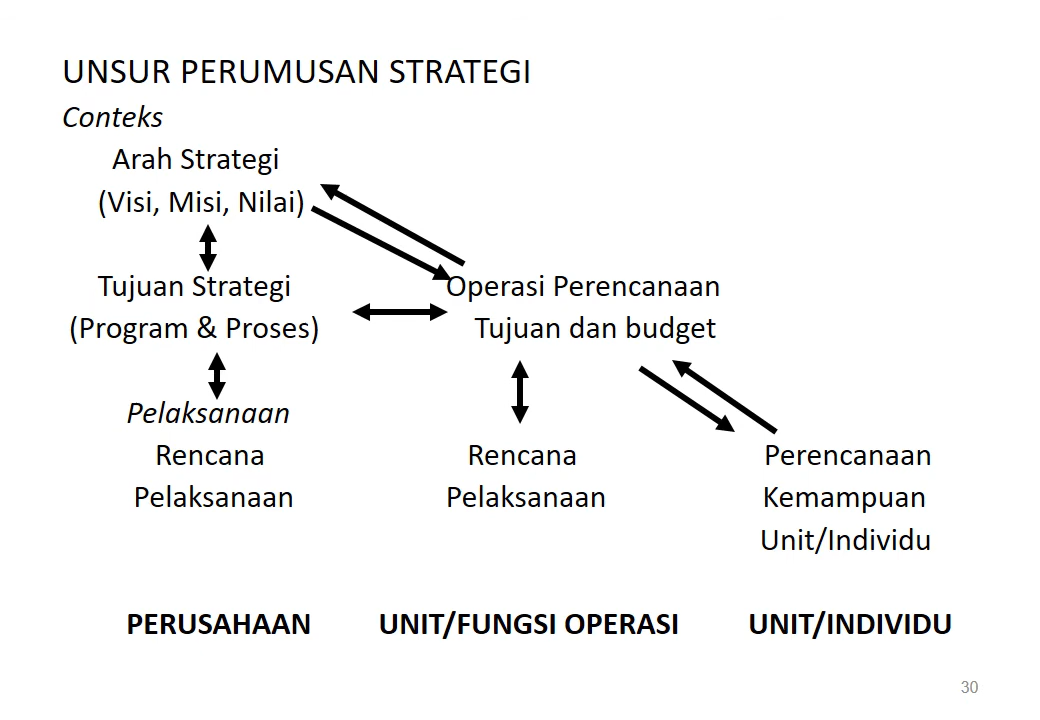 UNSUR PERUMUSAN STRATEGI
Conteks
Arah Strategi
(Visi, Misi, Nilai)
Tujuan Strategi Operasi Perencanaan
(Program & Proses) Tujuan dan budget
Pelaksanaan
Rencana Rencana Perencanaan
Pelaksanaan Pelaksanaan Kemampuan
Unit/Individu
PERUSAHAAN UNIT/FUNGSI OPERASI UNIT/INDIVIDU
30